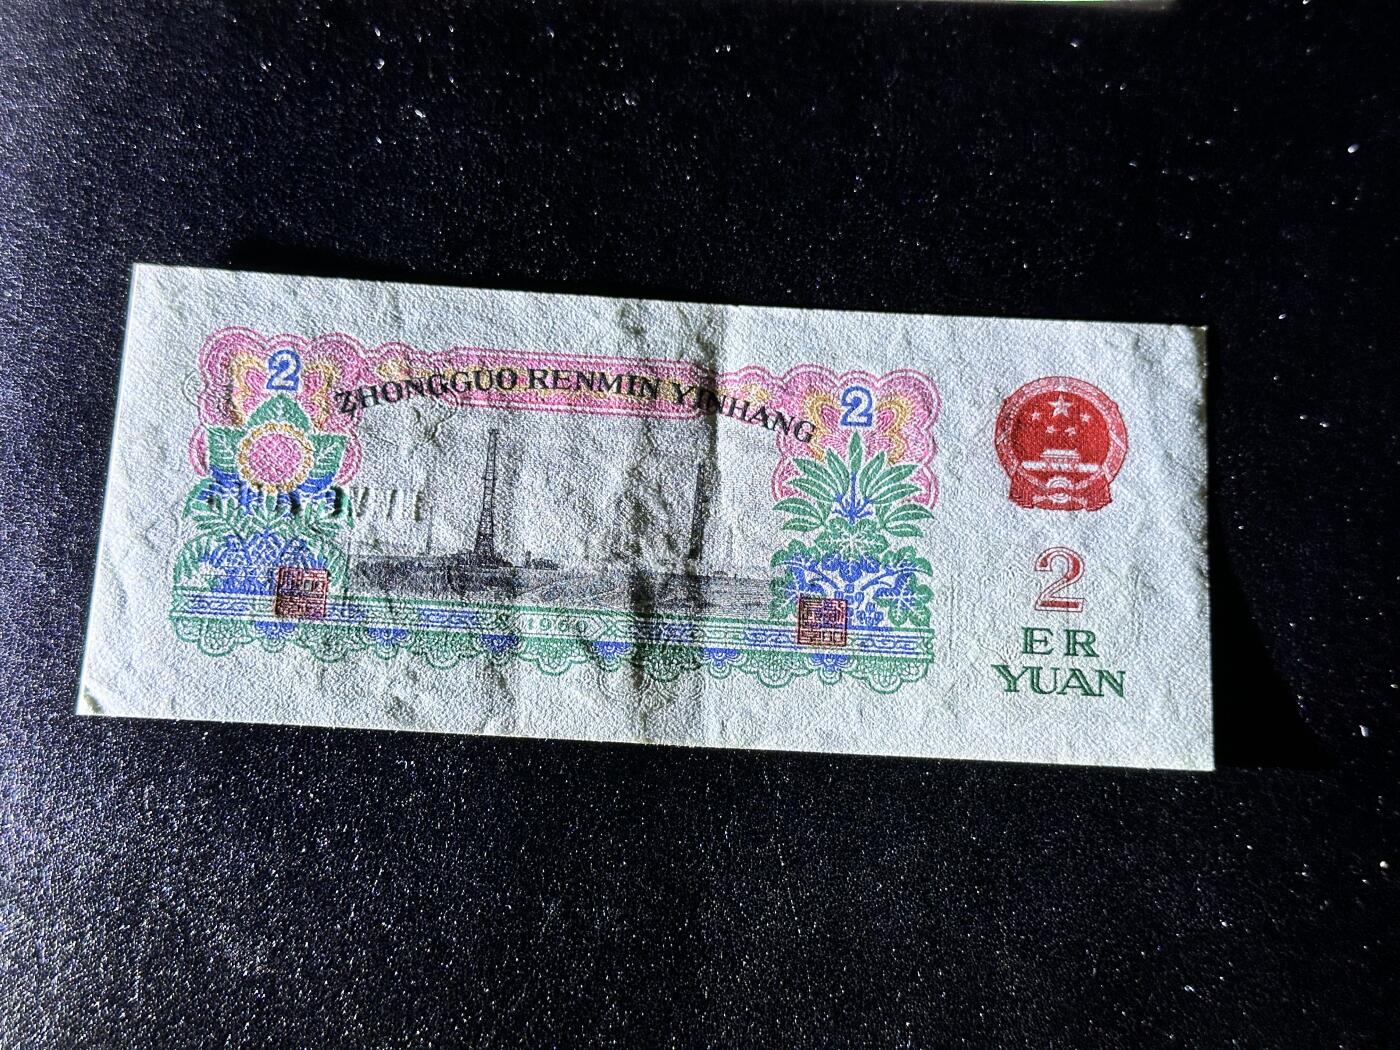 2
2
ZHONGGUO RENMIN YINHANG
1960
2
ER
YUAN